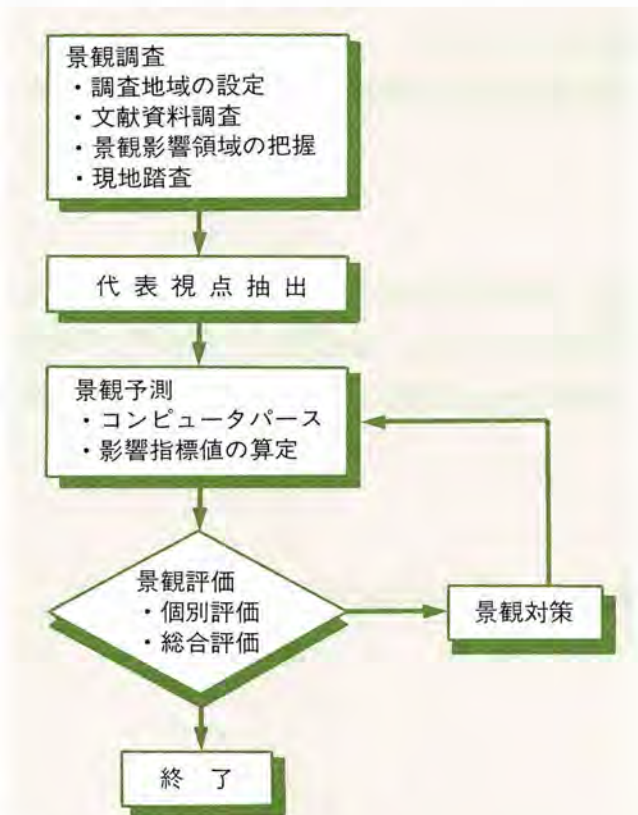 景観調査
・調査地域の設定
・文献資料調査
・景観影響領域の把握
・現地踏査
代表視点抽出
景観予測
・コンピュータパース
・影響指標値の算定
景観評価
・個別評価
・総合評価
景観対策
終了